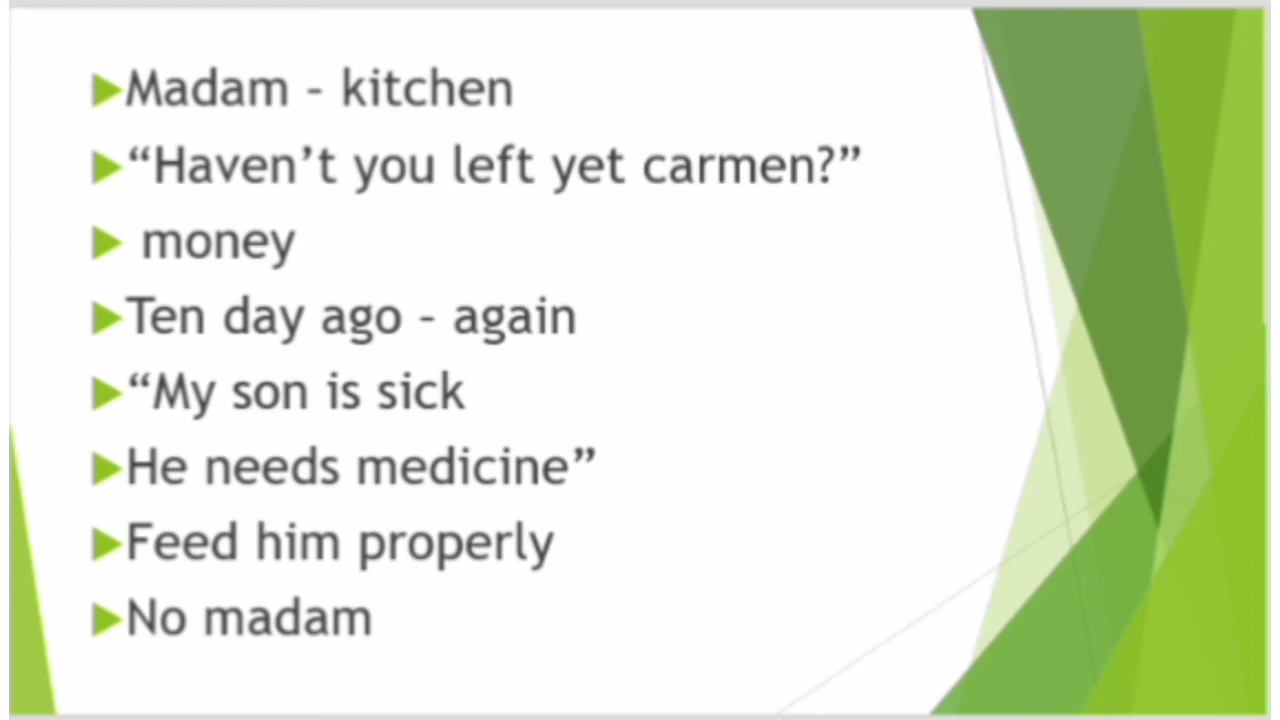 Madam – kitchen
“Haven’t you left yet carmen?”
money
Ten day ago – again
“My son is sick
He needs medicine”
Feed him properly
No madam